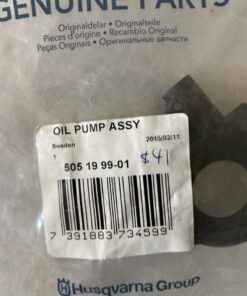 GENUINE PARTS
Originaldelar · Originalteile
Pièces d'origine · Recambio Original
Peças Originais · Оригинальные запчасти
OIL PUMP ASSY
Sweden 2015/02/11
1
505 19 99-01 $41
7 391883 734599
Husqvarna Group